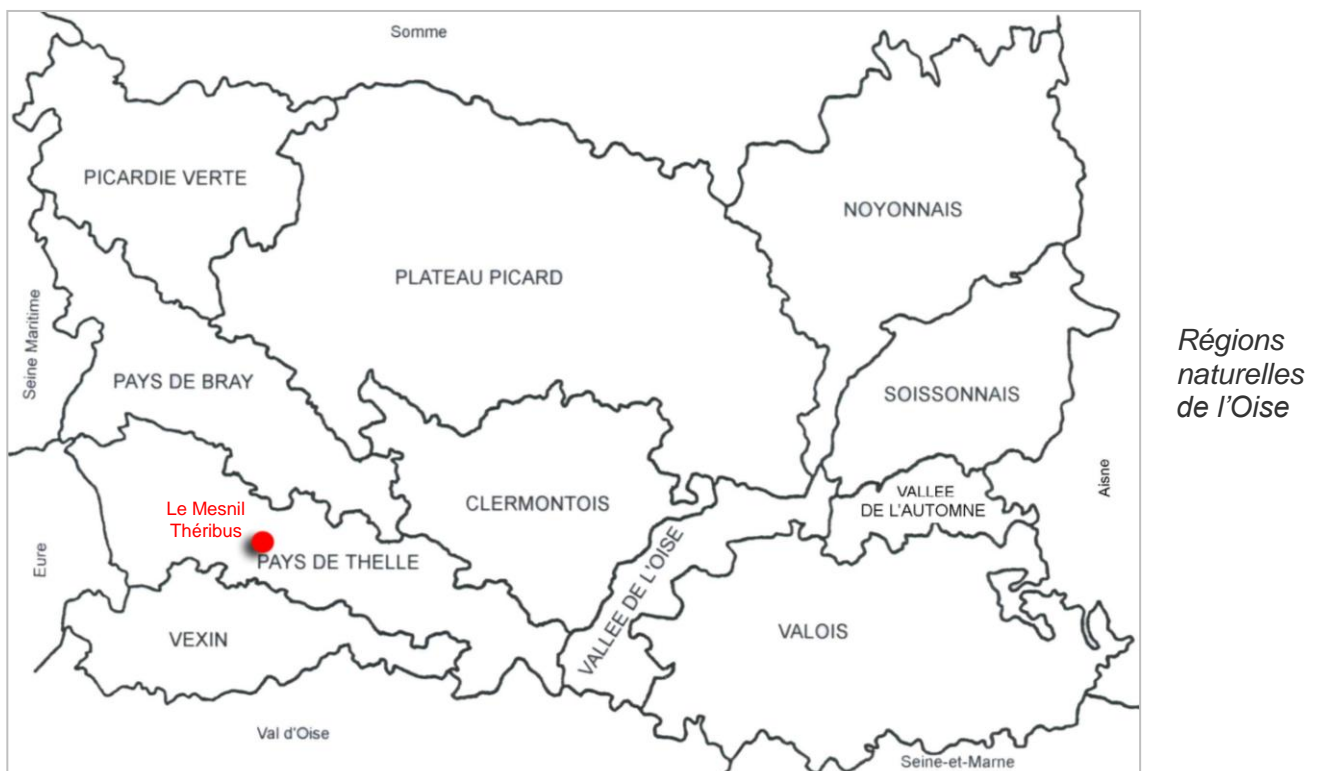 Somme
PICARDIE VERTE
NOYONNAIS
PLATEAU PICARD
Seine Maritime
PAYS DE BRAY
SOISSONNAIS
Régions
naturelles
de l'Oise
CLERMONTOIS
VALLEE
DE L'AUTOMNE
Aisne
Le Mesnil
Théribus
PAYS DE THELLE
Eure
VALLEE DE L'OISE
VEXIN
VALOIS
Val d'Oise
Seine-et-Marne